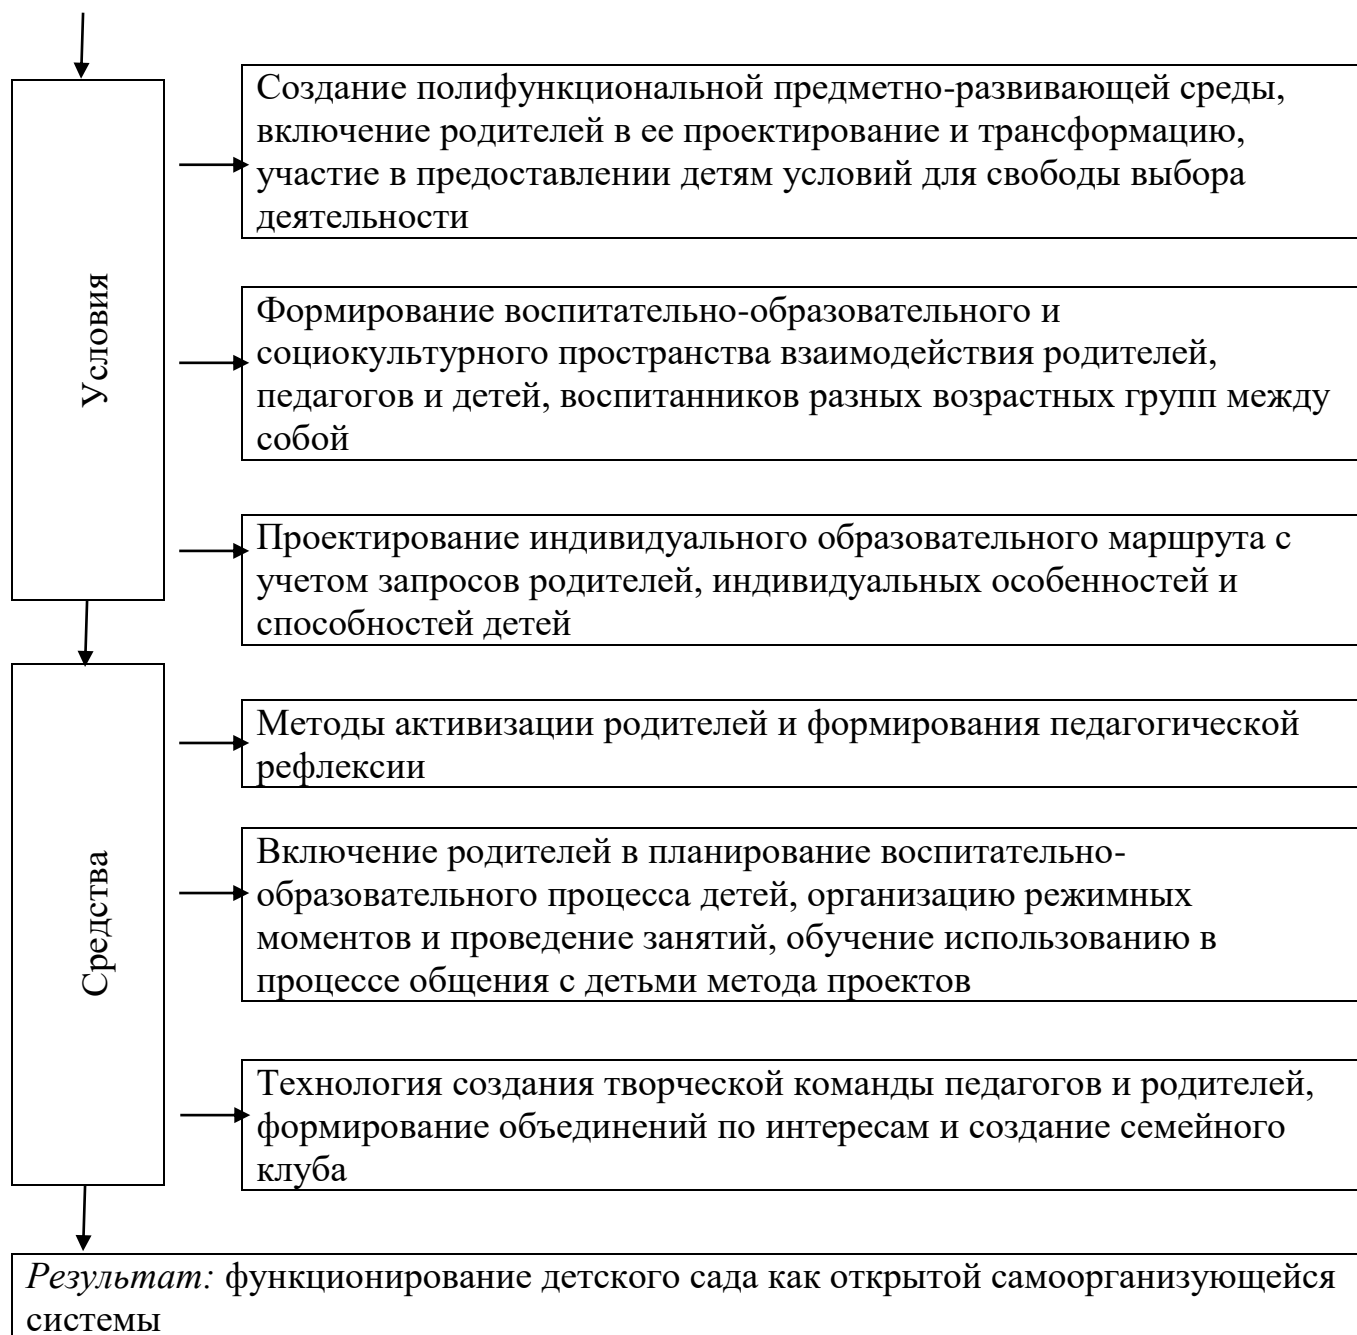 Условия
Создание полифункциональной предметно-развивающей среды,
включение родителей в ее проектирование и трансформацию,
участие в предоставлении детям условий для свободы выбора
деятельности
Формирование воспитательно-образовательного и
социокультурного пространства взаимодействия родителей,
педагогов и детей, воспитанников разных возрастных групп между
собой
Проектирование индивидуального образовательного маршрута с
учетом запросов родителей, индивидуальных особенностей и
способностей детей
Средства
Методы активизации родителей и формирования педагогической
рефлексии
Включение родителей в планирование воспитательно-
образовательного процесса детей, организацию режимных
моментов и проведение занятий, обучение использованию в
процессе общения с детьми метода проектов
Технология создания творческой команды педагогов и родителей,
формирование объединений по интересам и создание семейного
клуба
Результат: функционирование детского сада как открытой самоорганизующейся
системы